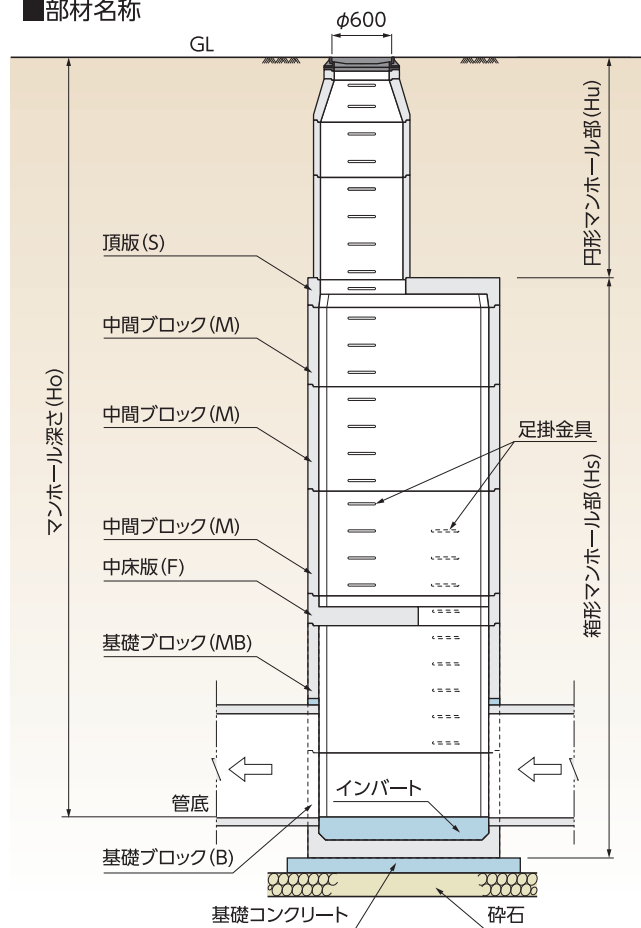 ■部材名称
φ600
GL
円形マンホール部(Hu)
頂版(S)
中間ブロック(M)
マンホール深さ(Ho)
中間ブロック(M)
足掛金具
箱形マンホール部(Hs)
中間ブロック(M)
中床版(F)
基礎ブロック(MB)
インバート
管底
基礎ブロック(B)
基礎コンクリート
砕石